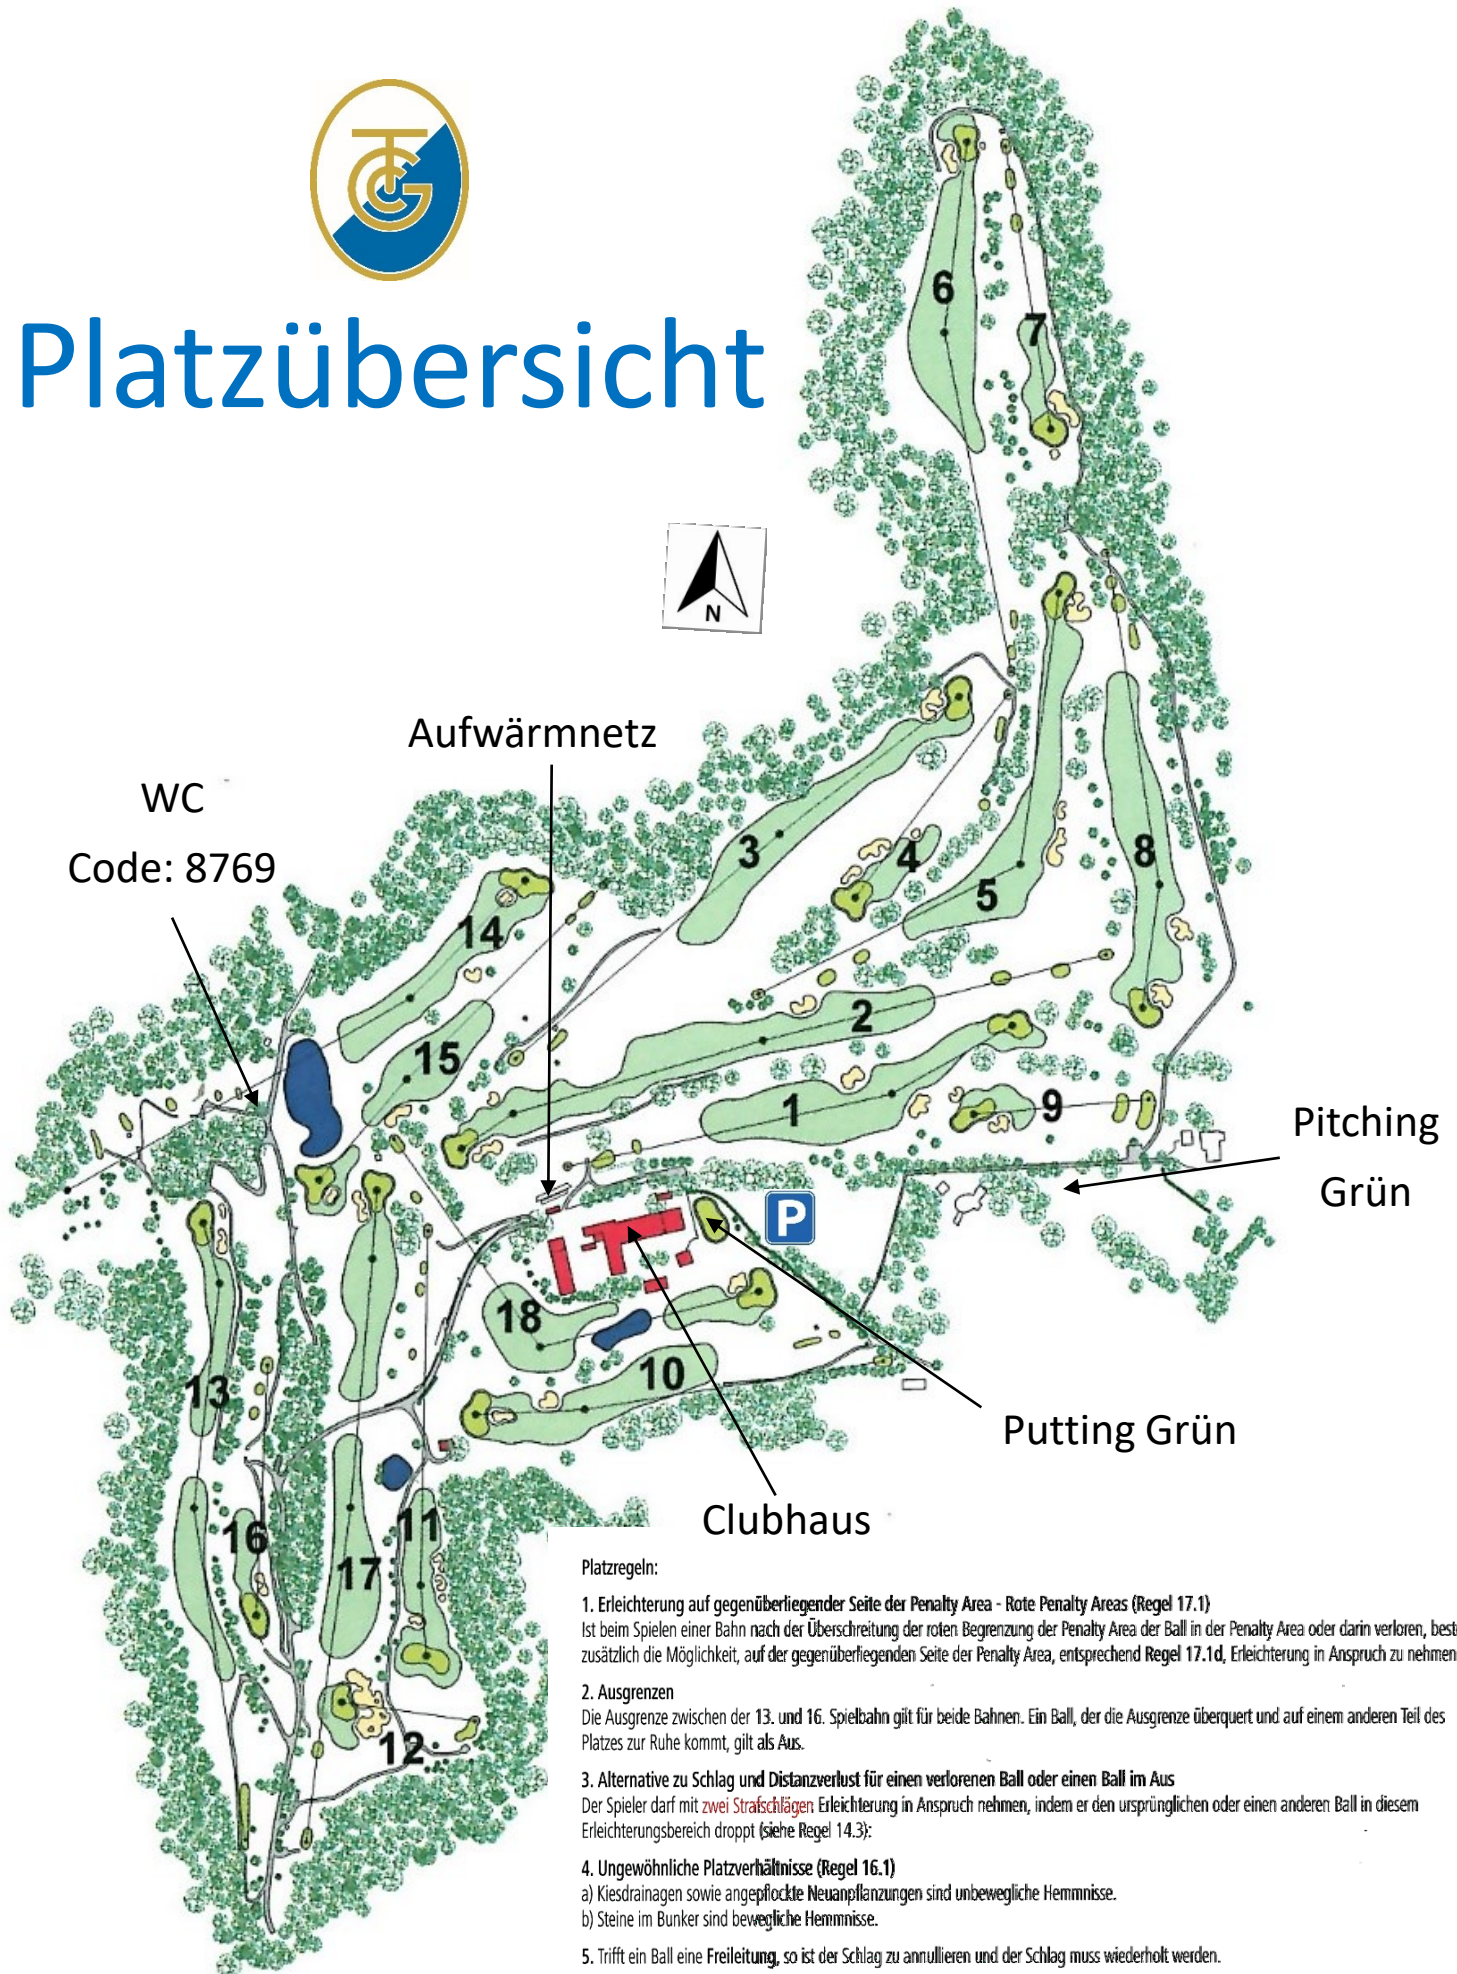 TCG
Platzübersicht
6
7
N
Aufwärmnetz
WC
Code: 8769
3
4
5
8
14
15
2
1
9
Pitching
Grün
P
18
13
10
Putting Grün
Clubhaus
16
17
11
12
Platzregeln:
1. Erleichterung auf gegenüberliegender Seite der Penalty Area - Rote Penalty Areas (Regel 17.1)
Ist beim Spielen einer Bahn nach der Überschreitung der roten Begrenzung der Penalty Area der Ball in der Penalty Area oder darin verloren, best
zusätzlich die Möglichkeit, auf der gegenüberliegenden Seite der Penalty Area, entsprechend Regel 17.1d, Erleichterung in Anspruch zu nehmen
2. Ausgrenzen
Die Ausgrenze zwischen der 13. und 16. Spielbahn gilt für beide Bahnen. Ein Ball, der die Ausgrenze überquert und auf einem anderen Teil des
Platzes zur Ruhe kommt, gilt als Aus.
3. Alternative zu Schlag und Distanzverlust für einen verlorenen Ball oder einen Ball im Aus
Der Spieler darf mit zwei Strafschlägen Erleichterung in Anspruch nehmen, indem er den ursprünglichen oder einen anderen Ball in diesem
Erleichterungsbereich droppt (siehe Regel 14.3):
4. Ungewöhnliche Platzverhältnisse (Regel 16.1)
a) Kiesdrainagen sowie angepflockte Neuanpflanzungen sind unbewegliche Hemmnisse.
b) Steine im Bunker sind bewegliche Hemmnisse.
5. Trifft ein Ball eine Freileitung, so ist der Schlag zu annullieren und der Schlag muss wiederholt werden.